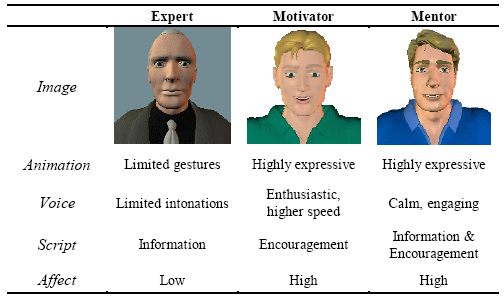 Expert Motivator Mentor
Image
Animation Limited gestures Highly expressive Highly expressive
Voice Limited intonations Enthusiastic, higher speed Calm, engaging
Script Information Encouragement Information & Encouragement
Affect Low High High